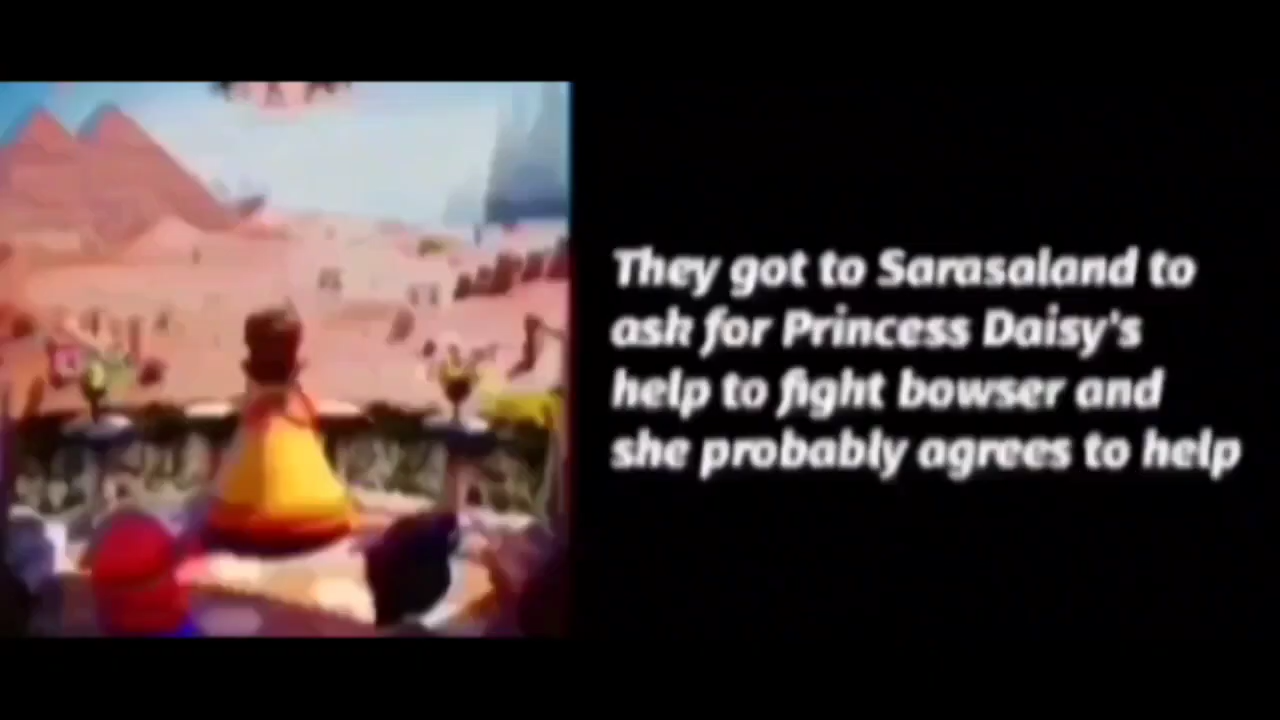 They got to Sarasaland to
ask for Princess Daisy's
help to fight bowser and
she probably agrees to help